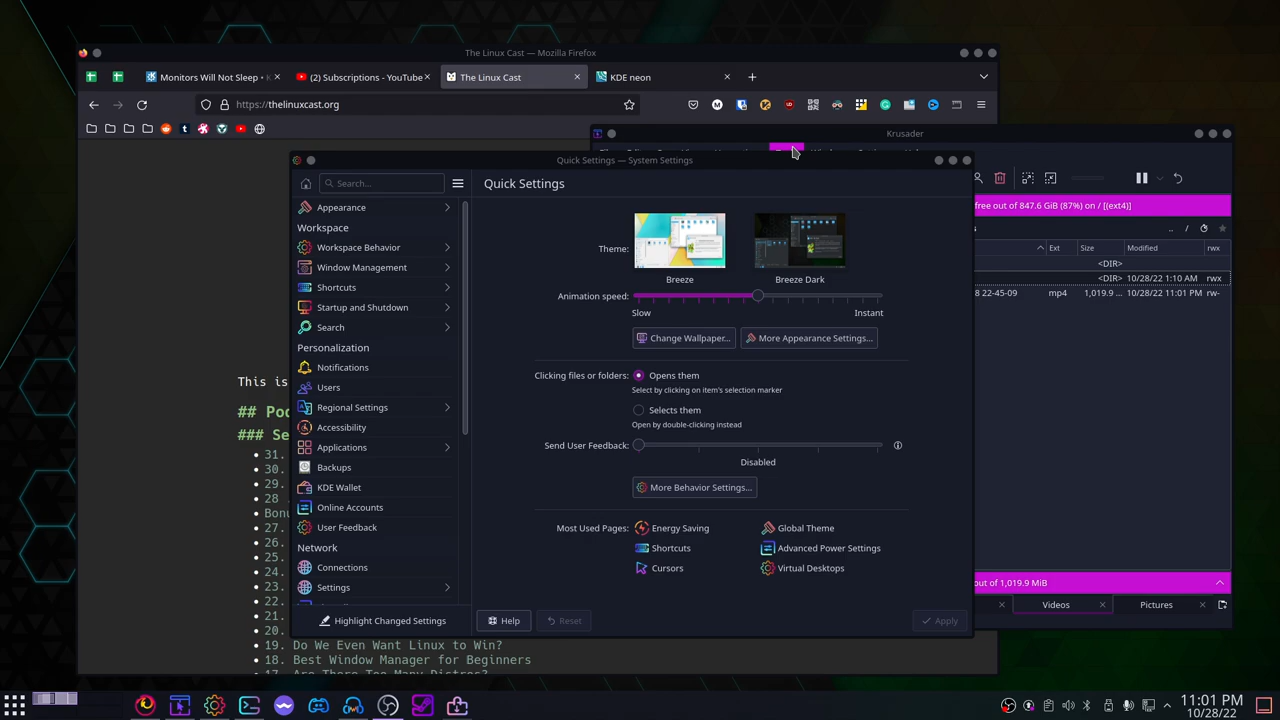 The Linux Cast — Mozilla Firefox
Monitors Will Not Sleep •
(2) Subscriptions - YouTube
The Linux Cast
KDE neon
https://thelinuxcast.org
Krusader
Quick Settings — System Settings
Search...
Quick Settings
free out of 847.6 GiB (87%) on / [(ext4)]
Appearance
Workspace
Workspace Behavior
Window Management
Shortcuts
Startup and Shutdown
Search
Personalization
Notifications
Users
Regional Settings
Accessibility
Applications
Backups
KDE Wallet
Online Accounts
User Feedback
Network
Connections
Settings
Highlight Changed Settings
Theme:
Breeze
Breeze Dark
Animation speed:
Slow
Instant
Change Wallpaper...
More Appearance Settings...
Clicking files or folders:
Opens them
Select by clicking on item's selection marker
Selects them
Open by double-clicking instead
Send User Feedback:
Disabled
More Behavior Settings...
Most Used Pages:
Energy Saving
Global Theme
Shortcuts
Advanced Power Settings
Cursors
Virtual Desktops
Help
Reset
Apply
.. /
Ext
Size
Modified
rwx
<DIR>
<DIR> 10/28/22 1:10 AM rwx
8 22-45-09 mp4 1,019.9 ... 10/28/22 11:01 PM rw-
out of 1,019.9 MiB
Videos
Pictures
This is
## Pod
### Se
31.
30.
29.
28
Bonu
27.
26.
25.
24.
23.
22.
21.
20.
19. Do We Even Want Linux to Win?
18. Best Window Manager for Beginners
17. Are There Too Many Distros?
11:01 PM
10/28/22